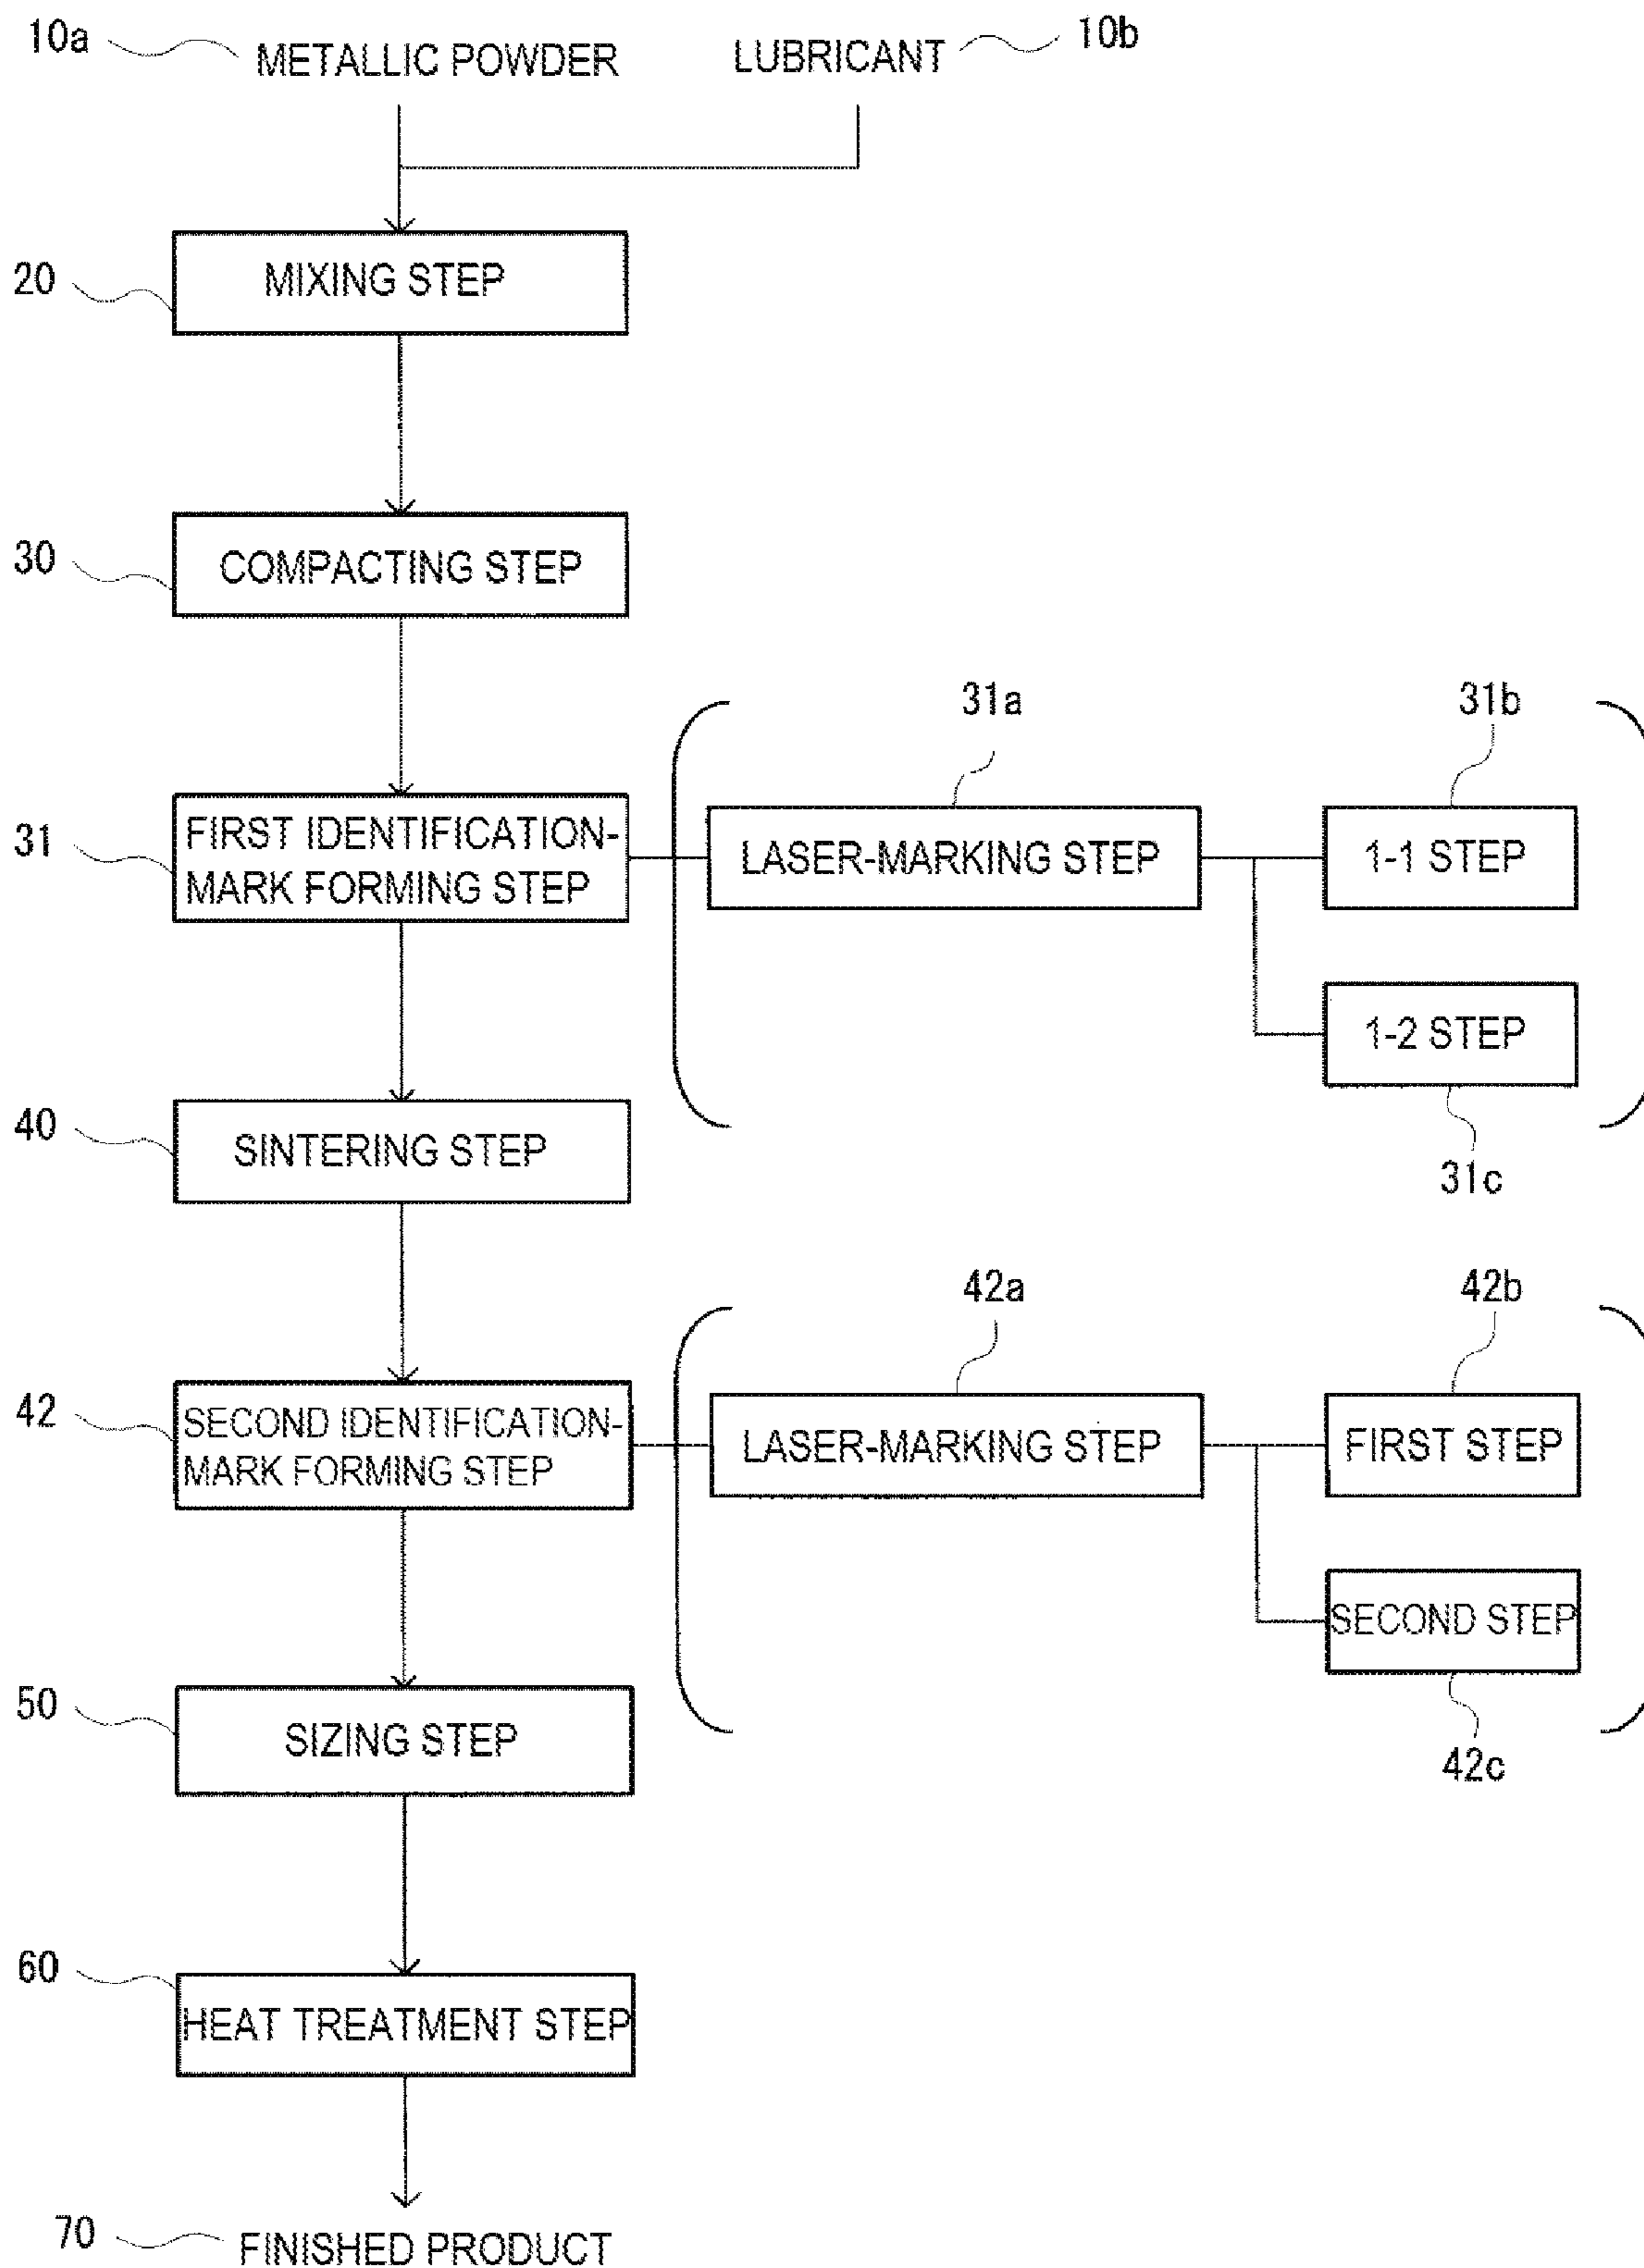 10a
METALLIC POWDER
LUBRICANT
10b
20
MIXING STEP
30
COMPACTING STEP
31
FIRST IDENTIFICATION-
MARK FORMING STEP
31a
LASER-MARKING STEP
31b
1-1 STEP
1-2 STEP
31c
40
SINTERING STEP
42
SECOND IDENTIFICATION-
MARK FORMING STEP
42a
LASER-MARKING STEP
42b
FIRST STEP
SECOND STEP
42c
50
SIZING STEP
60
HEAT TREATMENT STEP
70
FINISHED PRODUCT